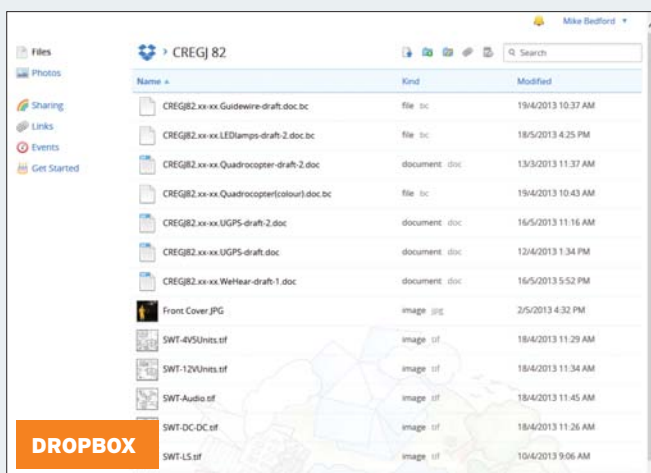 Mike Bedford
Files
Photos
Sharing
Links
Events
Get Started
CREGJ 82
Search
Name Kind Modified
CREGJ82.xx-xx.Guidewire-draft.doc.bc file bc 19/4/2013 10:37 AM
CREGJ82.xx-xx.LEDlamps-draft-2.doc.bc file bc 18/5/2013 4:25 PM
CREGJ82.xx-xx.Quadrocopter-draft-2.doc document doc 13/3/2013 11:37 AM
CREGJ82.xx-xx.Quadrocopter(colour).doc.bc file bc 19/4/2013 10:43 AM
CREGJ82.xx-xx.UGPS-draft-2.doc document doc 16/5/2013 11:16 AM
CREGJ82.xx-xx.UGPS-draft.doc document doc 12/4/2013 1:34 PM
CREGJ82.xx-xx.WeHear-draft-1.doc document doc 16/5/2013 5:52 PM
Front Cover.JPG image jpg 2/5/2013 4:32 PM
SWT-4V5Units.tif image tif 18/4/2013 11:29 AM
SWT-12VUnits.tif image tif 18/4/2013 11:34 AM
SWT-Audio.tif image tif 18/4/2013 11:45 AM
SWT-DC-DC.tif image tif 18/4/2013 11:26 AM
SWT-LS.tif image tif 10/4/2013 9:06 AM
DROPBOX